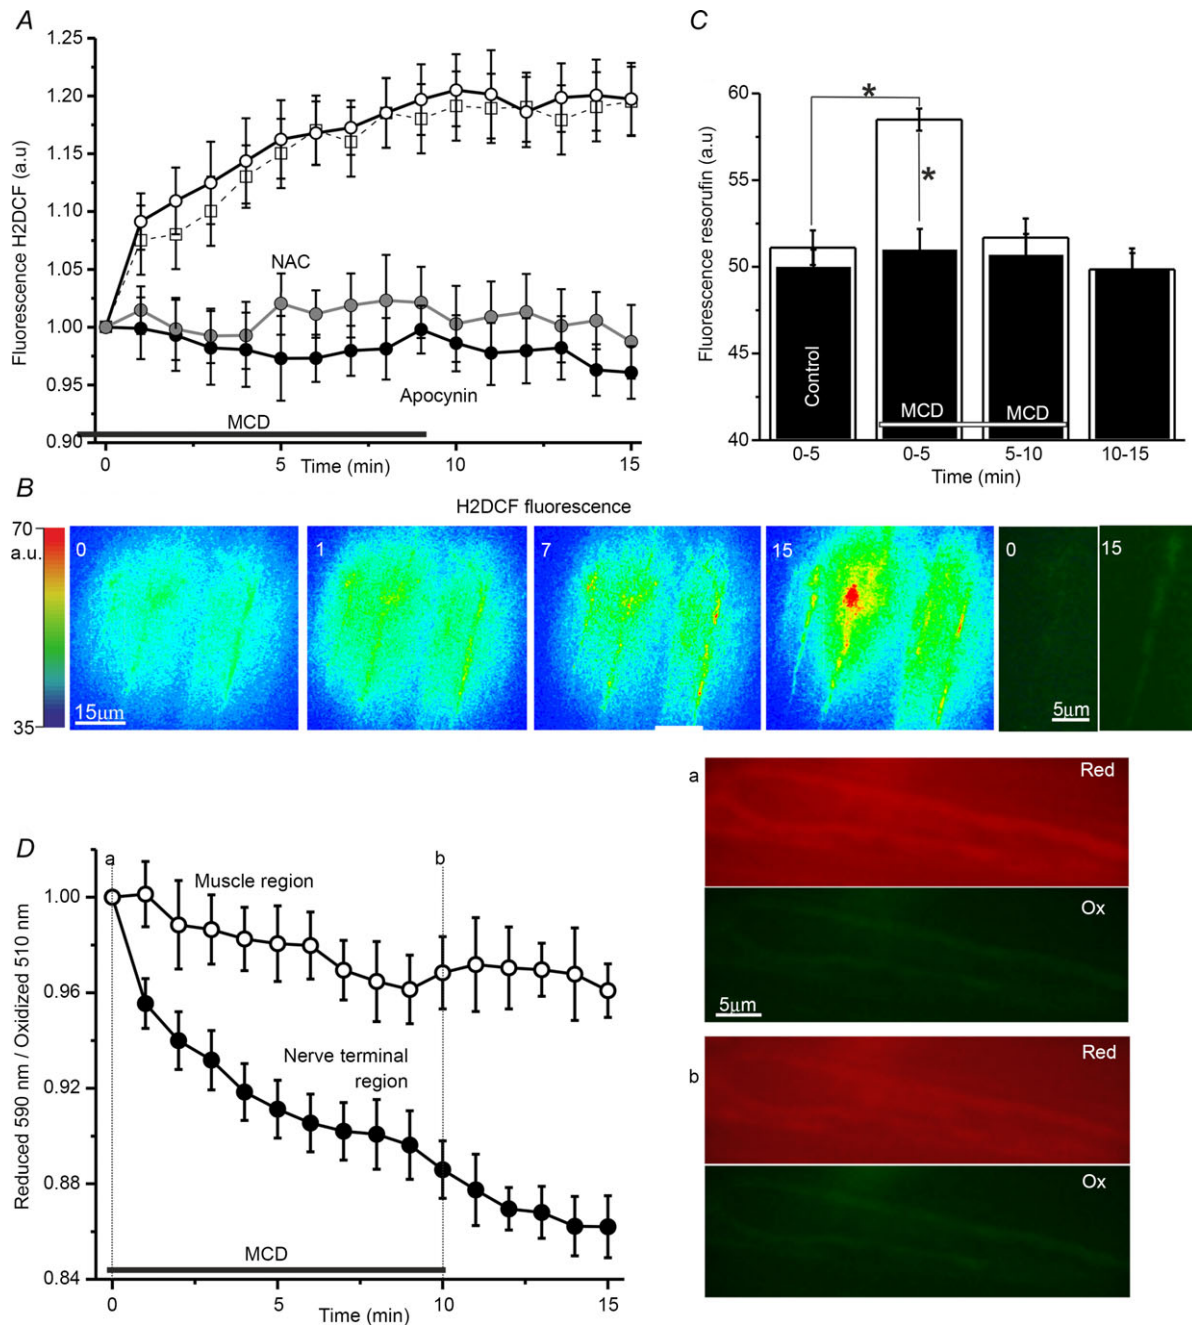 A
1.25
1.20
1.15
1.10
1.05
1.00
0.95
0.90
Fluorescence H2DCF (a.u)
NAC
Apocynin
MCD
0 5 10 15
Time (min)
C
60
55
50
45
40
Fluorescence resorufin (a.u)
*
*
Control
MCD
MCD
0-5 0-5 5-10 10-15
Time (min)
B
H2DCF fluorescence
70
a.u.
35
0
15µm
1
7
15
0
5µm
15
D
1.00
0.96
0.92
0.88
0.84
Reduced 590 nm / Oxidized 510 nm
a
b
Muscle region
Nerve terminal
region
MCD
0 5 10 15
Time (min)
a
Red
Ox
5µm
b
Red
Ox